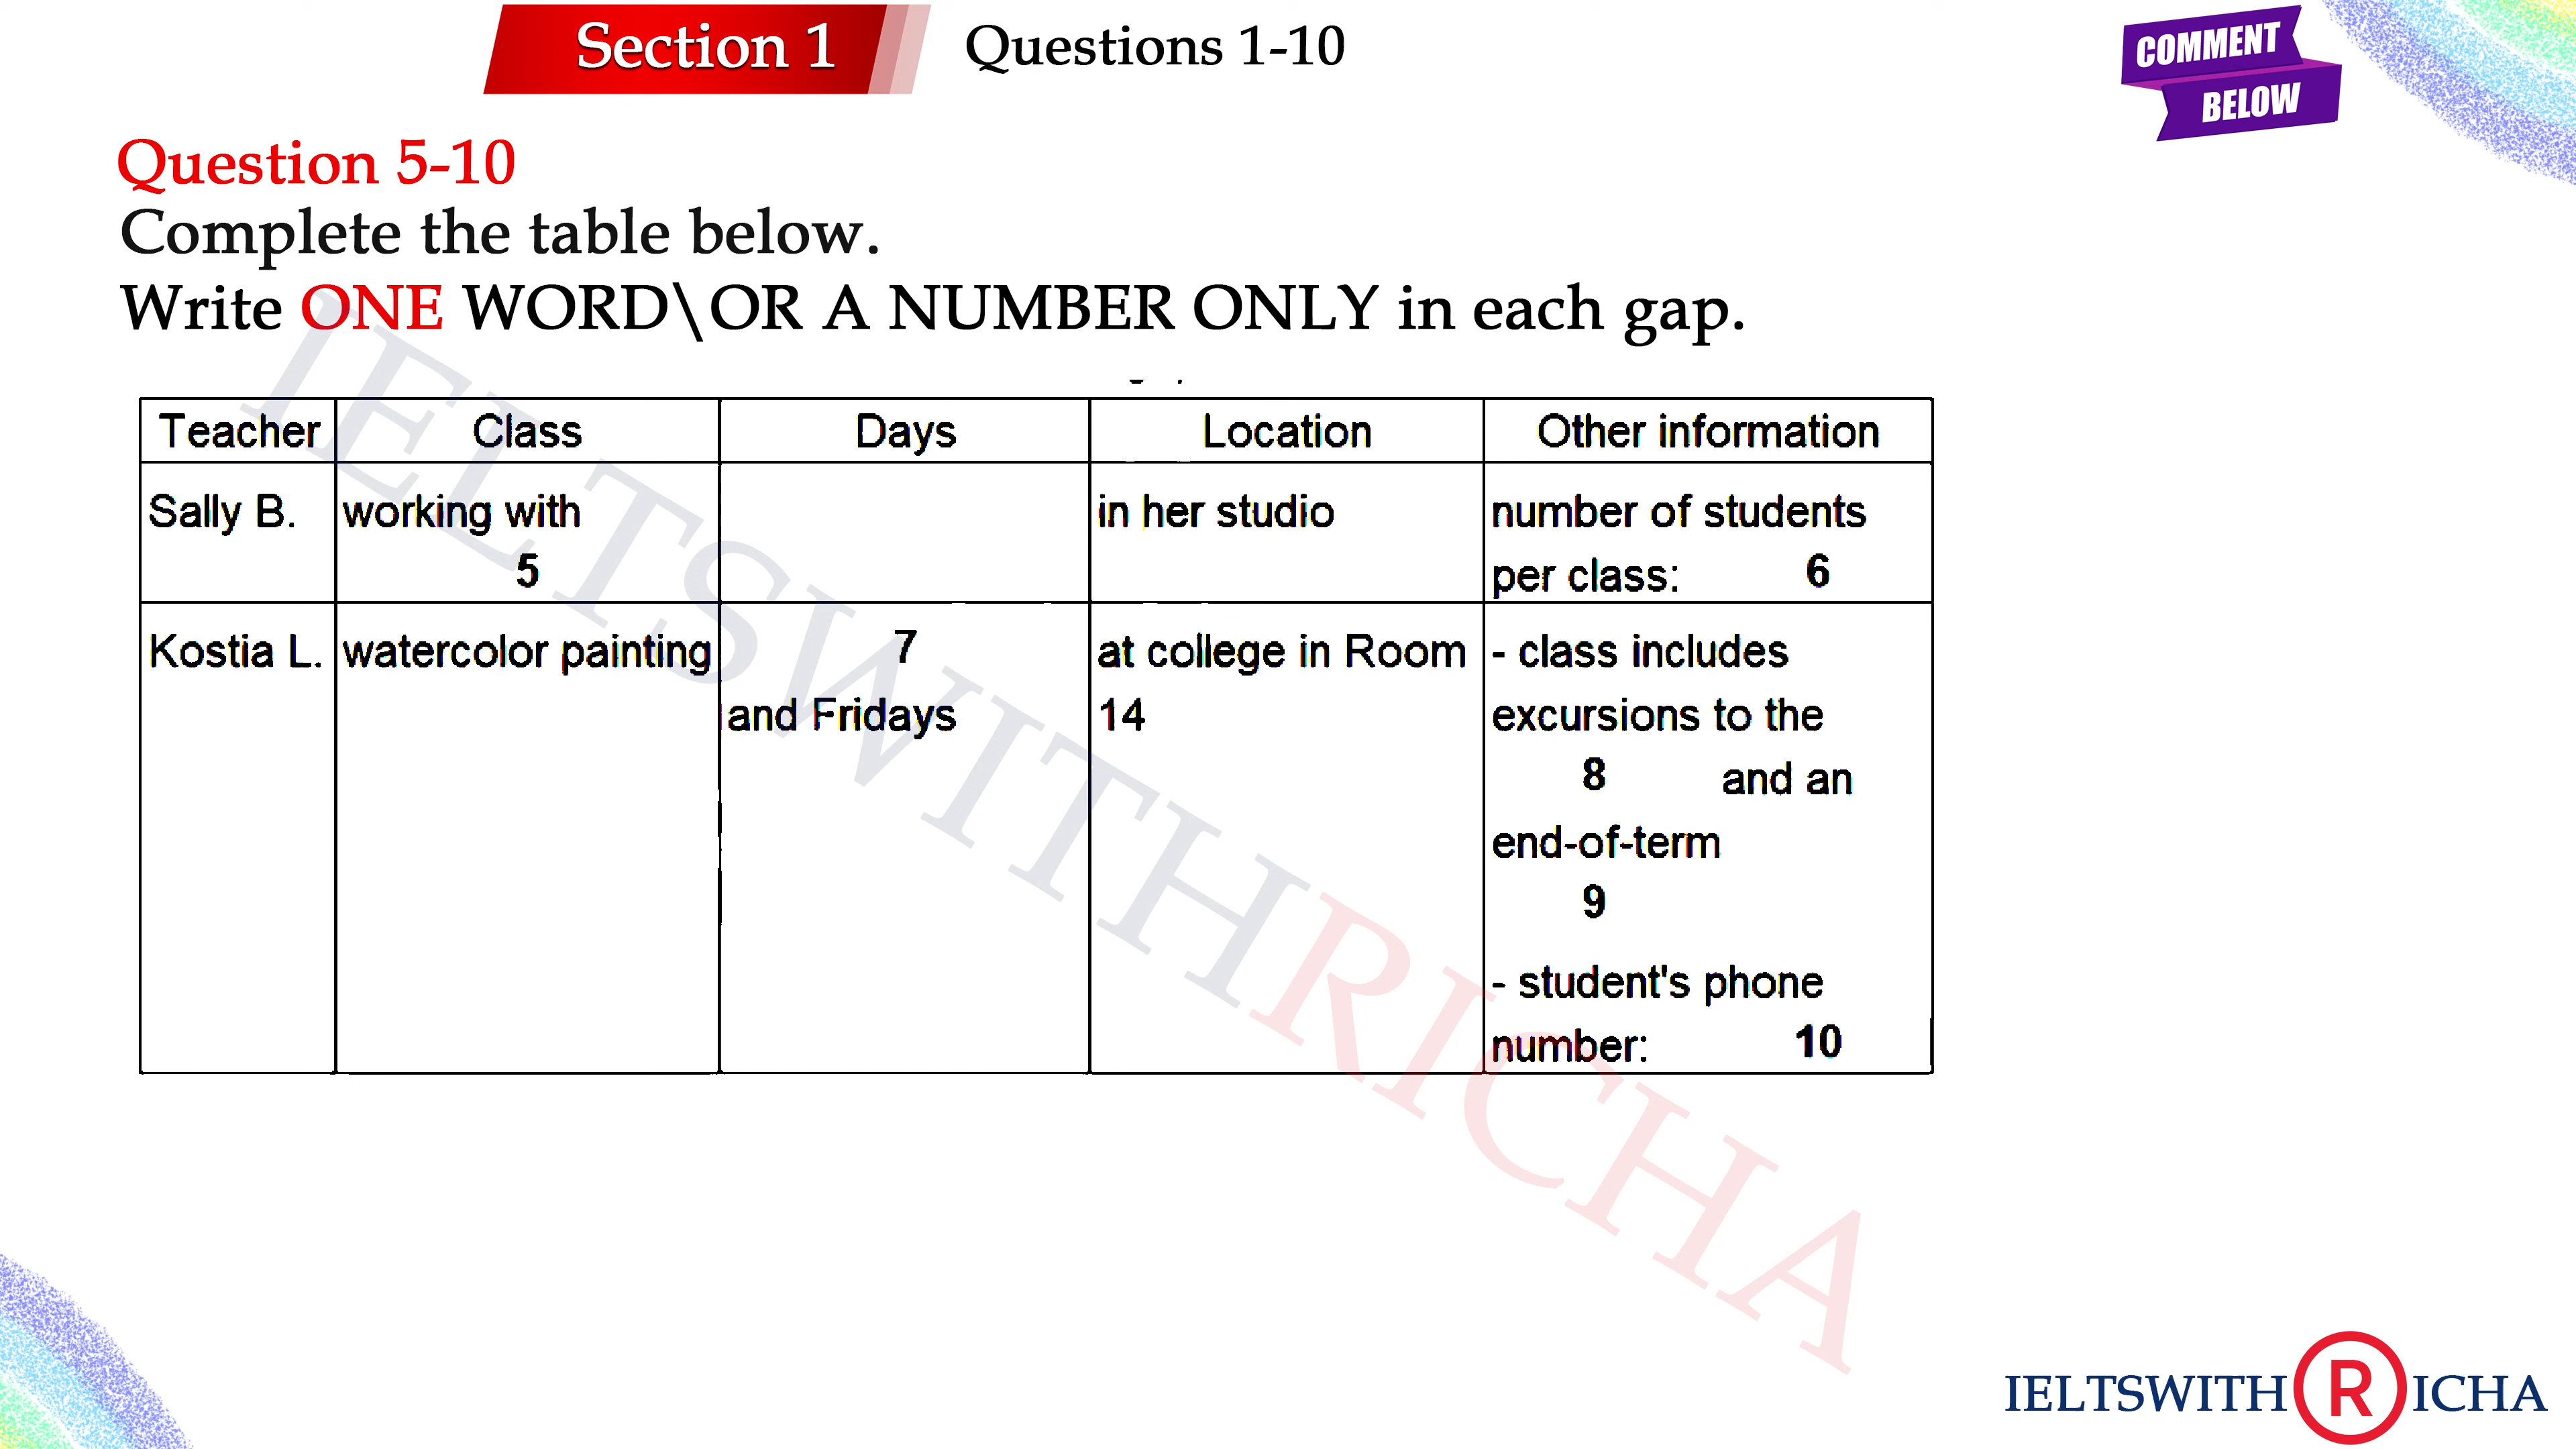 Section 1
Questions 1-10
COMMENT
BELOW
Question 5-10
Complete the table below.
Write ONE WORD\OR A NUMBER ONLY in each gap.
Teacher Class Days Location Other information
Sally B. working with in her studio number of students
5 per class: 6
Kostia L. watercolor painting 7 at college in Room - class includes
and Fridays 14 excursions to the
8 and an
end-of-term
9
- student's phone
number: 10
IELTSWITHRICHA
IELTSWITHRICHA